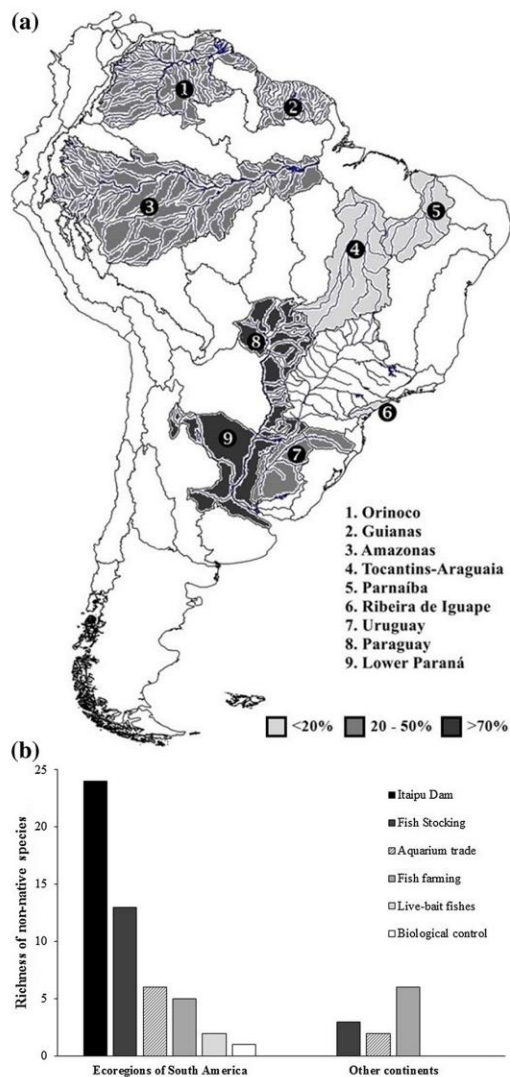 (a)
1
2
3
4
5
6
7
8
9
1. Orinoco
2. Guianas
3. Amazonas
4. Tocantins-Araguaia
5. Parnaíba
6. Ribeira de Iguape
7. Uruguay
8. Paraguay
9. Lower Paraná
<20% 20 - 50% >70%
(b)
Richness of non-native species
25
20
15
10
5
0
Itaipu Dam
Fish Stocking
Aquarium trade
Fish farming
Live-bait fishes
Biological control
Ecoregions of South America Other continents